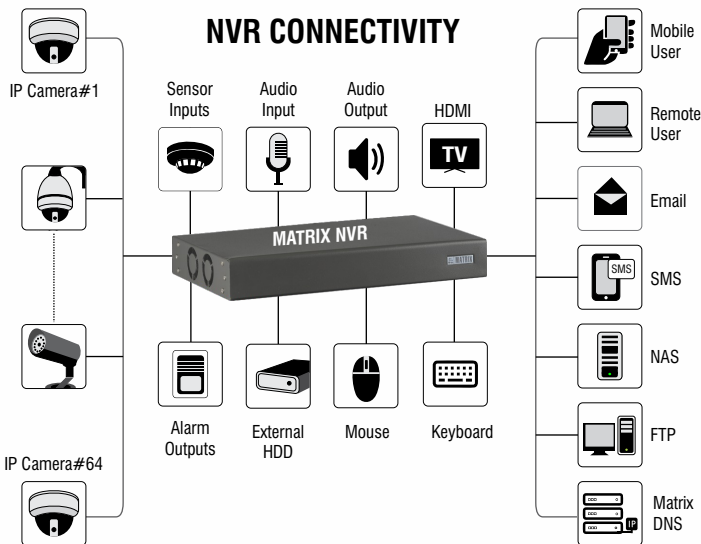 NVR CONNECTIVITY
IP Camera#1
Sensor
Inputs
Audio
Input
Audio
Output
HDMI
TV
Mobile
User
Remote
User
Email
SMS
SMS
NAS
FTP
Matrix
DNS
IP
MATRIX NVR
MATRIX
Alarm
Outputs
External
HDD
Mouse
Keyboard
IP Camera#64